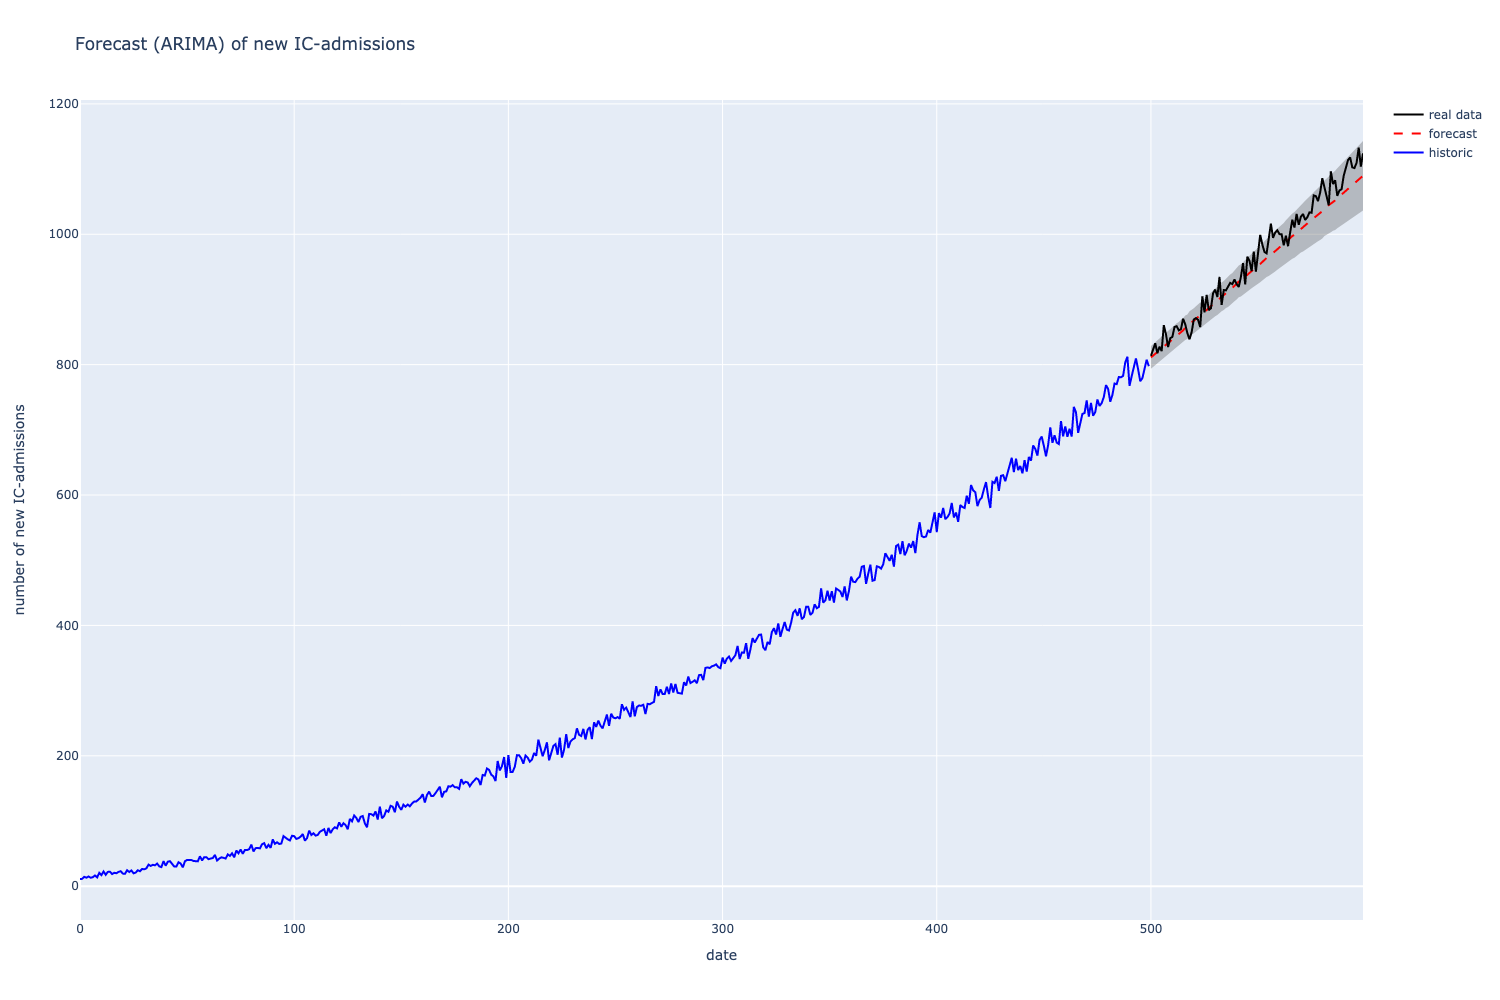 Forecast (ARIMA) of new IC-admissions
1200
1000
800
600
400
200
0
number of new IC-admissions
0 100 200 300 400 500
date
real data
forecast
historic